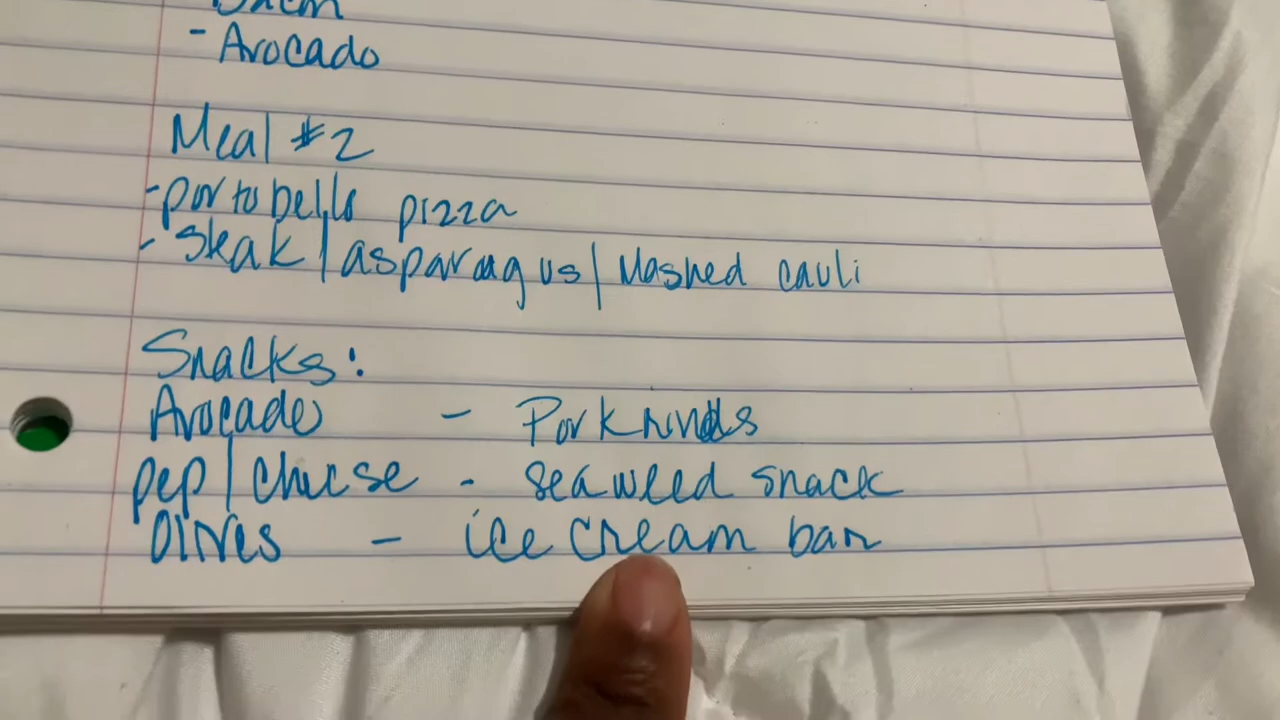 - Avocado
Meal #2
- portobello pizza
- Steak | asparagus | Mashed cauli
Snacks:
Avocado - Pork rinds
pep | cheese - seaweed snack
Olives - ice cream bar